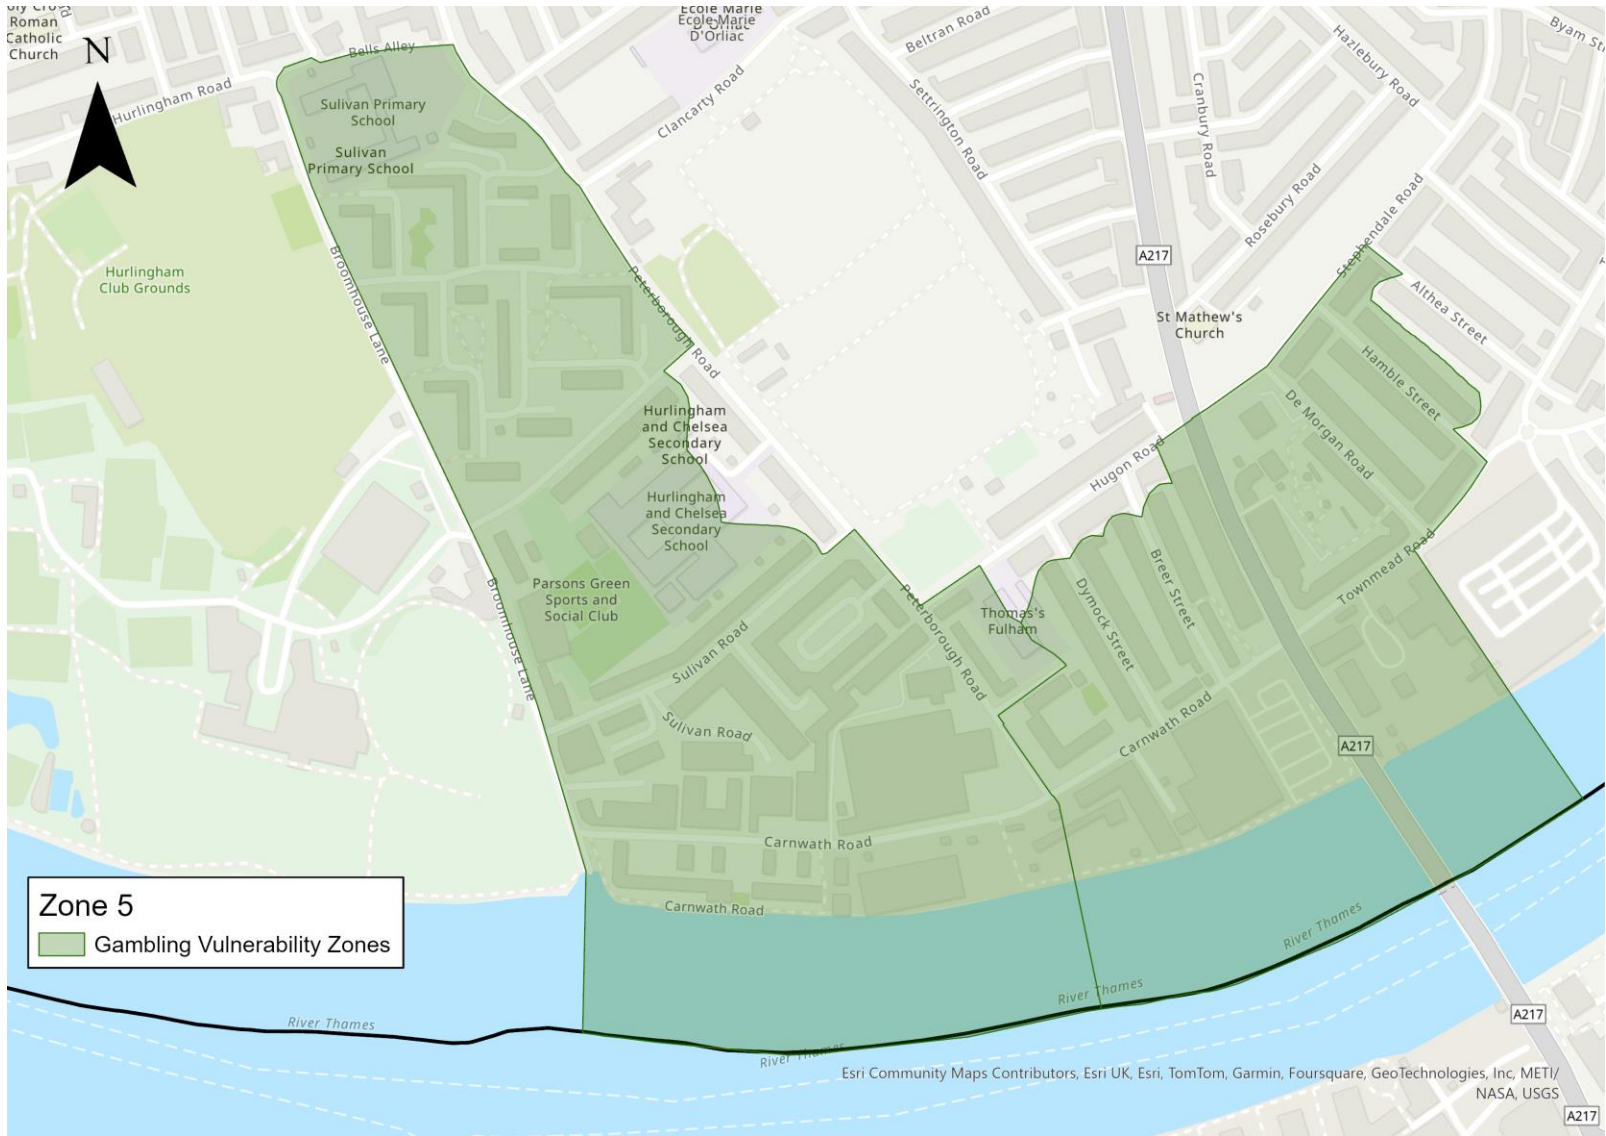 Roman
Catholic
Church
N
Ecole Marie
D'Orliac
Ecole Marie
D'Orliac
Beltran Road
Byam
Bells Alley
Hurlingham Road
Hazlebury Road
Sulivan Primary
School
Sulivan
Primary School
Clancarty Road
Settrington Road
Cranbury Road
Rosebury Road
Stephendale Road
A217
Hurlingham
Club Grounds
Broomhouse Lane
Peterborough Road
St Mathew's
Church
Althea Street
Hamble Street
De Morgan Road
Hurlingham
and Chelsea
Secondary
School
Hugon Road
Hurlingham
and Chelsea
Secondary
School
Parsons Green
Sports and
Social Club
Broomhouse Lane
Peterborough Road
Thomas's
Fulham
Dymock Street
Breer Street
Townmead Road
Sulivan Road
Sulivan Road
Carnwath Road
A217
Carnwath Road
Carnwath Road
Zone 5
Gambling Vulnerability Zones
River Thames
River Thames
River Thames
River Thames
A217
Esri Community Maps Contributors, Esri UK, Esri, TomTom, Garmin, Foursquare, GeoTechnologies, Inc, METI/
NASA, USGS
A217